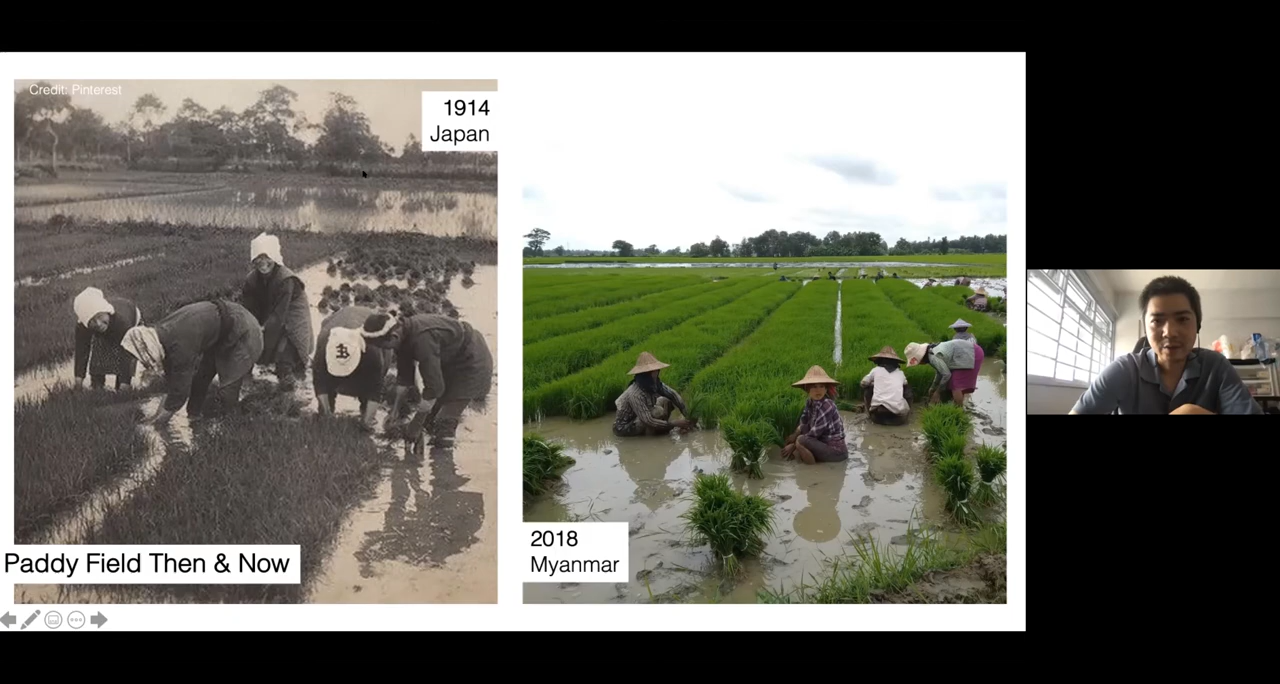 Credit: Pinterest
1914
Japan
Paddy Field Then & Now
2018
Myanmar